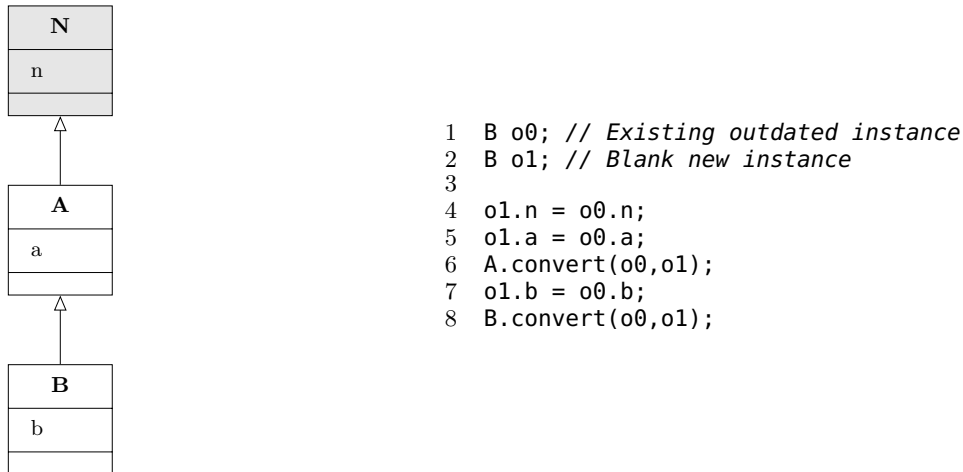 N
n
A
a
B
b
1 B o0; // Existing outdated instance
2 B o1; // Blank new instance
3
4 o1.n = o0.n;
5 o1.a = o0.a;
6 A.convert(o0,o1);
7 o1.b = o0.b;
8 B.convert(o0,o1);